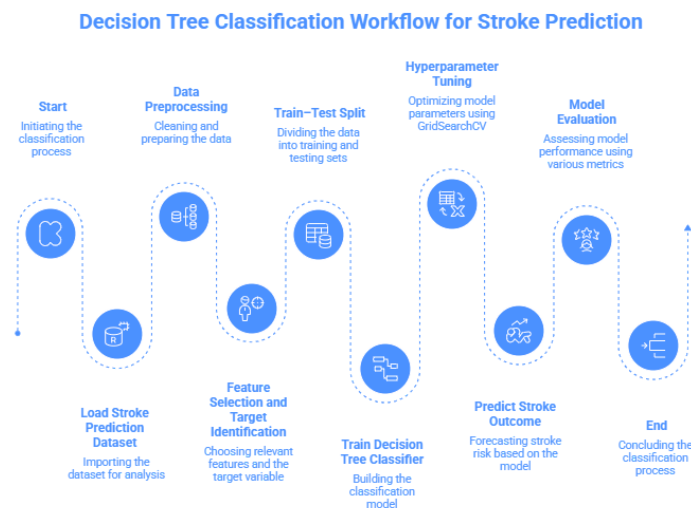 Decision Tree Classification Workflow for Stroke Prediction
Start
Initiating the
classification
process
Load Stroke
Prediction
Dataset
Importing the
dataset for analysis
Data
Preprocessing
Cleaning and
preparing the data
Feature
Selection and
Target
Identification
Choosing relevant
features and the
target variable
Train–Test Split
Dividing the data
into training and
testing sets
Train Decision
Tree Classifier
Building the
classification
model
Hyperparameter
Tuning
Optimizing model
parameters using
GridSearchCV
Predict Stroke
Outcome
Forecasting stroke
risk based on the
model
Model
Evaluation
Assessing model
performance using
various metrics
End
Concluding the
classification
process
R